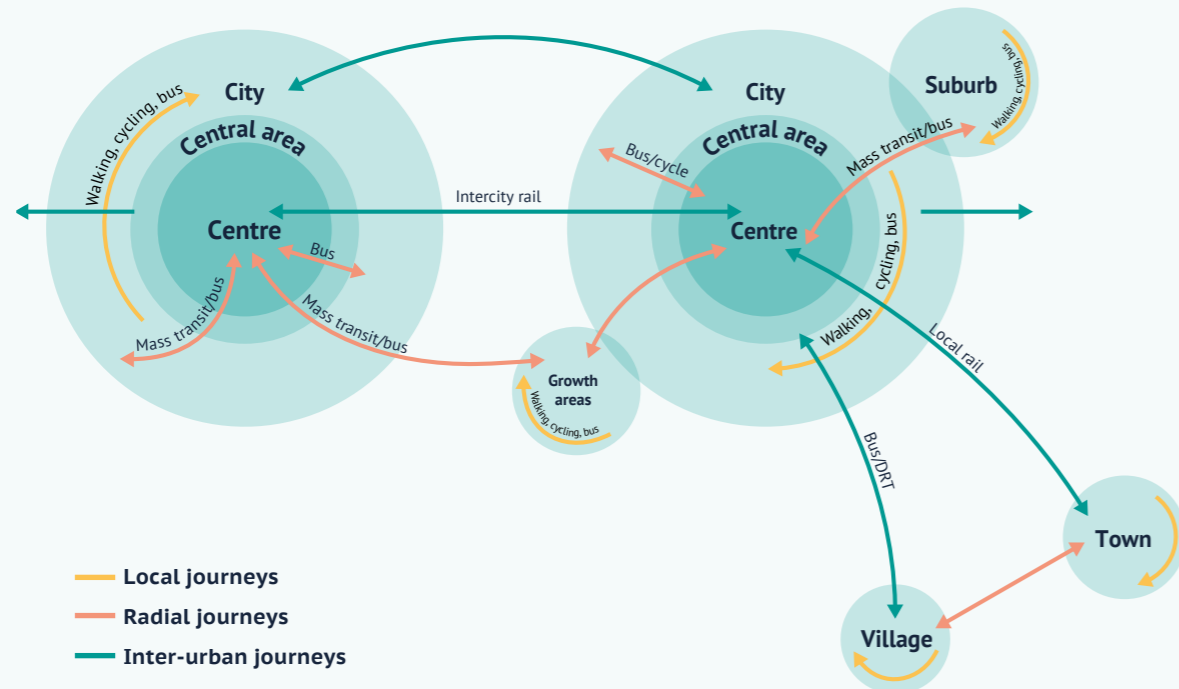 City
Central area
Centre
Walking, cycling, bus
Bus
Mass transit/bus
Mass transit/bus
Intercity rail
City
Central area
Centre
Bus/cycle
Mass transit/bus
Suburb
Walking, cycling, bus
Walking, cycling, bus
Growth
areas
Walking, cycling, bus
Local rail
Bus/DRT
Town
Village
Local journeys
Radial journeys
Inter-urban journeys